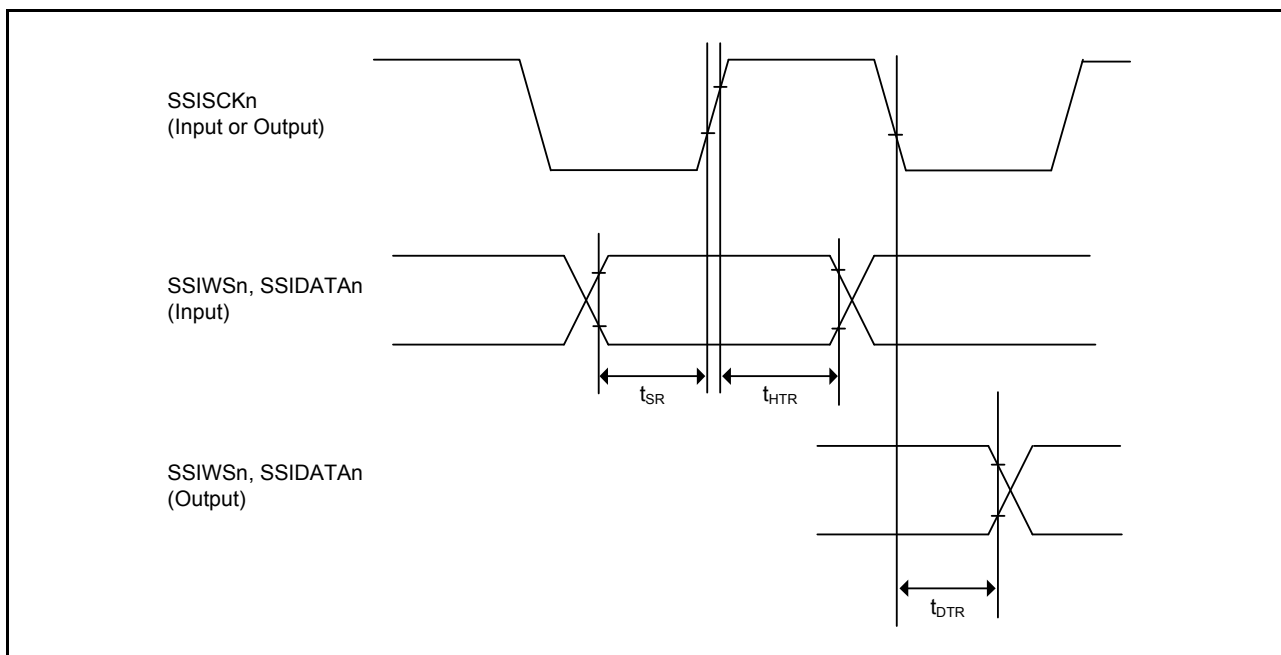 SSISCKn
(Input or Output)
SSIWSn, SSIDATAn
(Input)
tSR
tHTR
SSIWSn, SSIDATAn
(Output)
tDTR